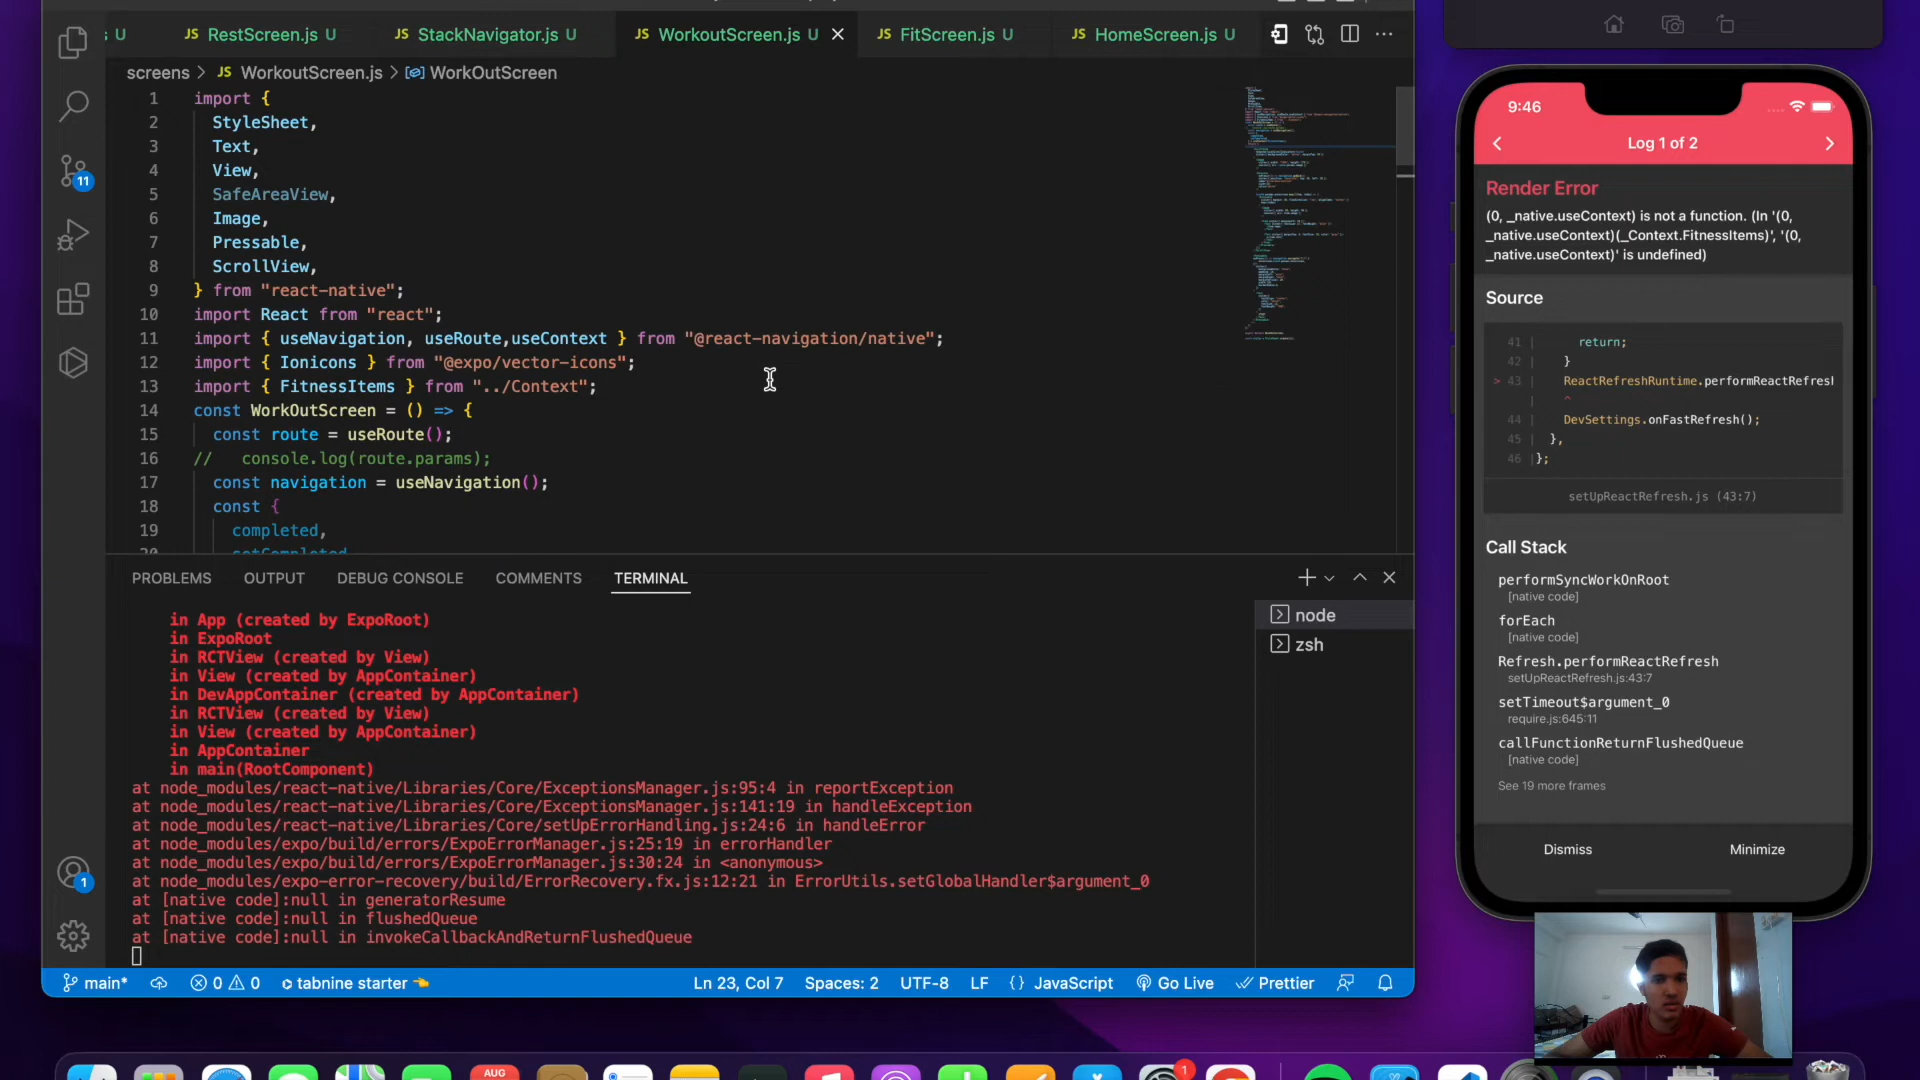 s U
JS RestScreen.js U
JS StackNavigator.js U
JS WorkoutScreen.js U
JS FitScreen.js U
JS HomeScreen.js U
screens > JS WorkoutScreen.js > WorkOutScreen
1 import {
2 StyleSheet,
3 Text,
4 View,
5 SafeAreaView,
6 Image,
7 Pressable,
8 ScrollView,
9 } from "react-native";
10 import React from "react";
11 import { useNavigation, useRoute,useContext } from "@react-navigation/native";
12 import { Ionicons } from "@expo/vector-icons";
13 import { FitnessItems } from "../Context";
14 const WorkOutScreen = () => {
15 const route = useRoute();
16 // console.log(route.params);
17 const navigation = useNavigation();
18 const {
19 completed,
20 setCompleted
11
1
PROBLEMS OUTPUT DEBUG CONSOLE COMMENTS TERMINAL
node
zsh
in App (created by ExpoRoot)
in ExpoRoot
in RCTView (created by View)
in View (created by AppContainer)
in DevAppContainer (created by AppContainer)
in RCTView (created by View)
in View (created by AppContainer)
in AppContainer
in main(RootComponent)
at node_modules/react-native/Libraries/Core/ExceptionsManager.js:95:4 in reportException
at node_modules/react-native/Libraries/Core/ExceptionsManager.js:141:19 in handleException
at node_modules/react-native/Libraries/Core/setUpErrorHandling.js:24:6 in handleError
at node_modules/expo/build/errors/ExpoErrorManager.js:25:19 in errorHandler
at node_modules/expo/build/errors/ExpoErrorManager.js:30:24 in <anonymous>
at node_modules/expo-error-recovery/build/ErrorRecovery.fx.js:12:21 in ErrorUtils.setGlobalHandler$argument_0
at [native code]:null in generatorResume
at [native code]:null in flushedQueue
at [native code]:null in invokeCallbackAndReturnFlushedQueue
main* 0 0 tabnine starter Ln 23, Col 7 Spaces: 2 UTF-8 LF {} JavaScript Go Live Prettier
9:46
Log 1 of 2
Render Error
(0, _native.useContext) is not a function. (In '(0,
_native.useContext)(_Context.FitnessItems)', '(0,
_native.useContext)' is undefined)
Source
41 | return;
42 | }
> 43 | ReactRefreshRuntime.performReactRefresh
| ^
44 | DevSettings.onFastRefresh();
45 | },
46 |};
setUpReactRefresh.js (43:7)
Call Stack
performSyncWorkOnRoot
[native code]
forEach
[native code]
Refresh.performReactRefresh
setUpReactRefresh.js:43:7
setTimeout$argument_0
require.js:645:11
callFunctionReturnFlushedQueue
[native code]
See 19 more frames
Dismiss Minimize
AUG
1